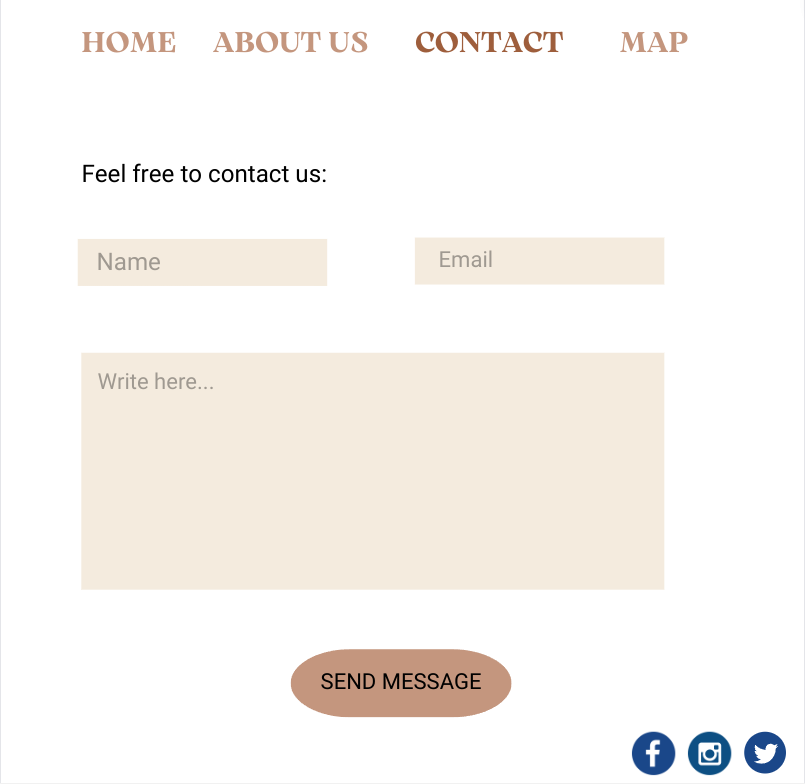 HOME ABOUT US CONTACT MAP
Feel free to contact us:
Name Email
Write here...
SEND MESSAGE